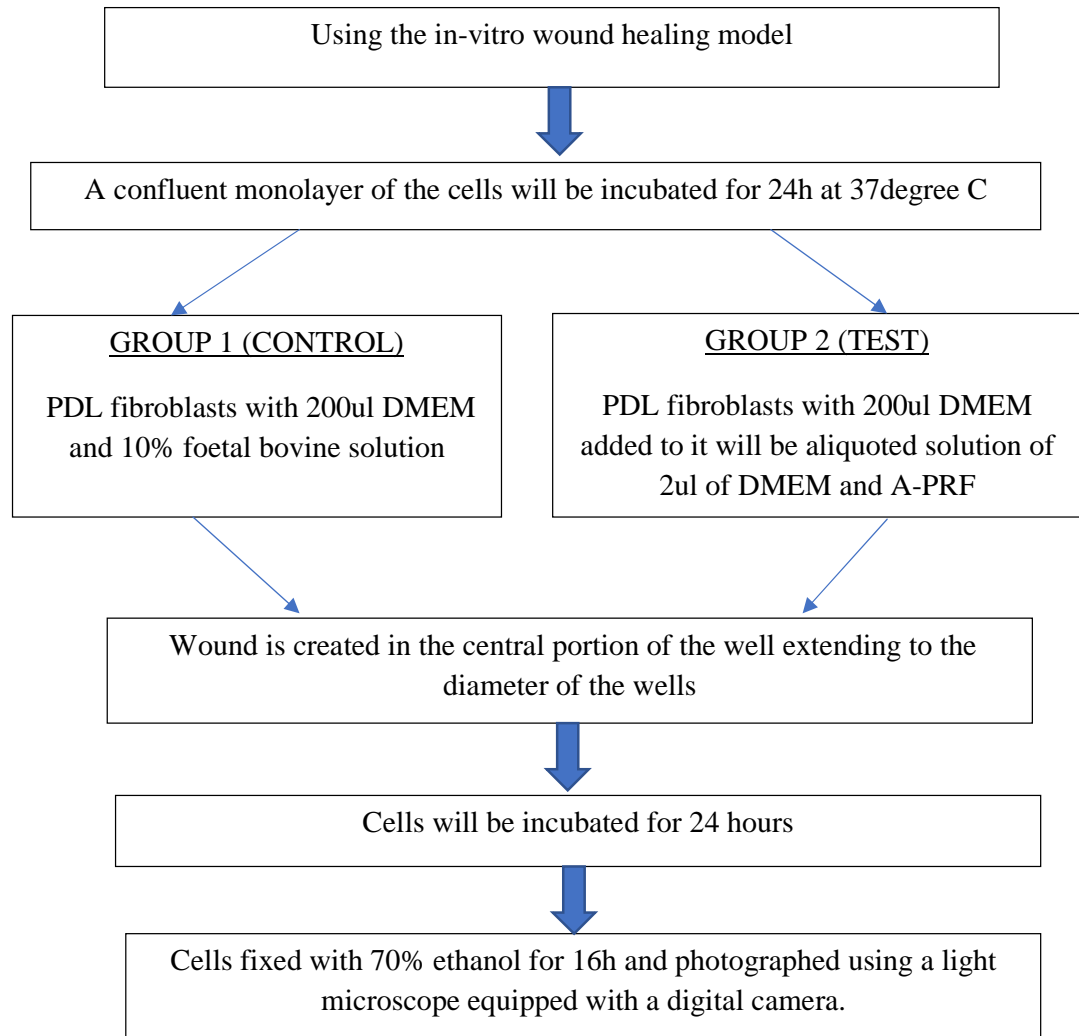 Using the in-vitro wound healing model
A confluent monolayer of the cells will be incubated for 24h at 37degree C
GROUP 1 (CONTROL)
PDL fibroblasts with 200ul DMEM
and 10% foetal bovine solution
GROUP 2 (TEST)
PDL fibroblasts with 200ul DMEM
added to it will be aliquoted solution of
2ul of DMEM and A-PRF
Wound is created in the central portion of the well extending to the
diameter of the wells
Cells will be incubated for 24 hours
Cells fixed with 70% ethanol for 16h and photographed using a light
microscope equipped with a digital camera.